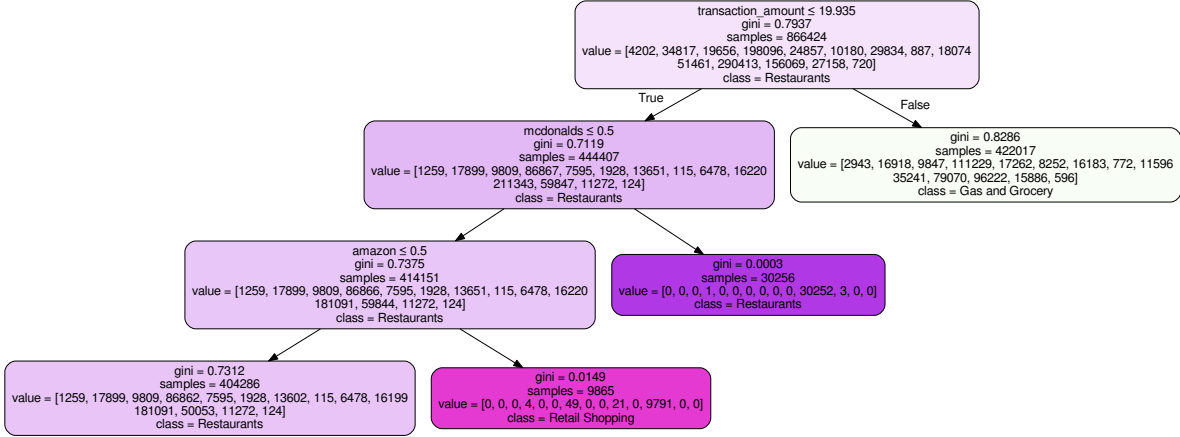 transaction_amount ≤ 19.935
gini = 0.7937
samples = 866424
value = [4202, 34817, 19656, 198096, 24857, 10180, 29834, 887, 18074
51461, 290413, 156069, 27158, 720]
class = Restaurants
True
False
mcdonalds ≤ 0.5
gini = 0.7119
samples = 444407
value = [1259, 17899, 9809, 86867, 7595, 1928, 13651, 115, 6478, 16220
211343, 59847, 11272, 124]
class = Restaurants
gini = 0.8286
samples = 422017
value = [2943, 16918, 9847, 111229, 17262, 8252, 16183, 772, 11596
35241, 79070, 96222, 15886, 596]
class = Gas and Grocery
amazon ≤ 0.5
gini = 0.7375
samples = 414151
value = [1259, 17899, 9809, 86866, 7595, 1928, 13651, 115, 6478, 16220
181091, 59844, 11272, 124]
class = Restaurants
gini = 0.0003
samples = 30256
value = [0, 0, 0, 1, 0, 0, 0, 0, 0, 0, 30252, 3, 0, 0]
class = Restaurants
gini = 0.7312
samples = 404286
value = [1259, 17899, 9809, 86862, 7595, 1928, 13602, 115, 6478, 16199
181091, 50053, 11272, 124]
class = Restaurants
gini = 0.0149
samples = 9865
value = [0, 0, 0, 4, 0, 0, 49, 0, 0, 21, 0, 9791, 0, 0]
class = Retail Shopping